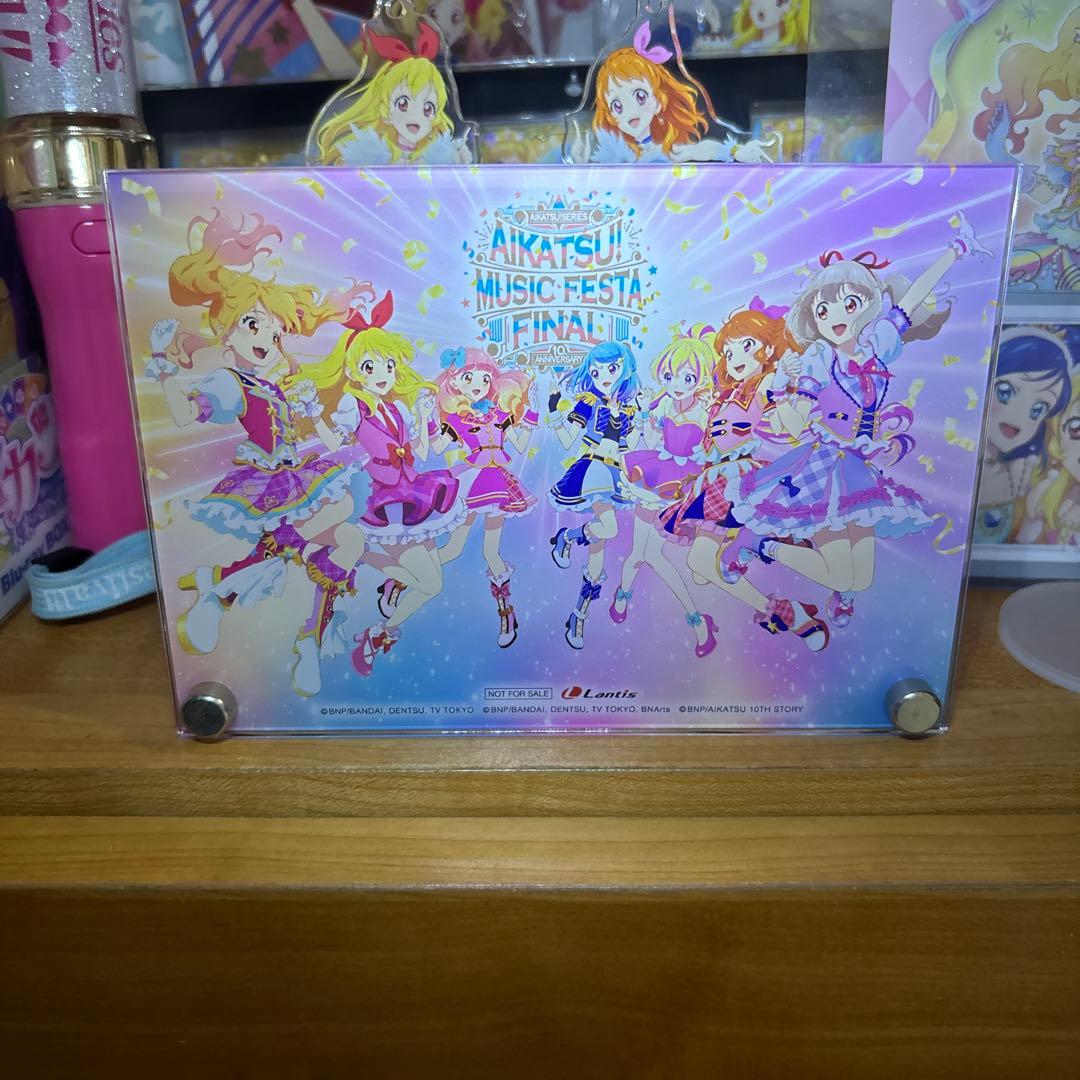 AIKATSU!SERIES
AIKATSU!
MUSIC FESTA
FINAL
10th
ANNIVERSARY
NOT FOR SALE Lantis
©BNP/BANDAI, DENTSU, TV TOKYO ©BNP/BANDAI, DENTSU, TV TOKYO, BNArts ©BNP/AIKATSU 10TH STORY